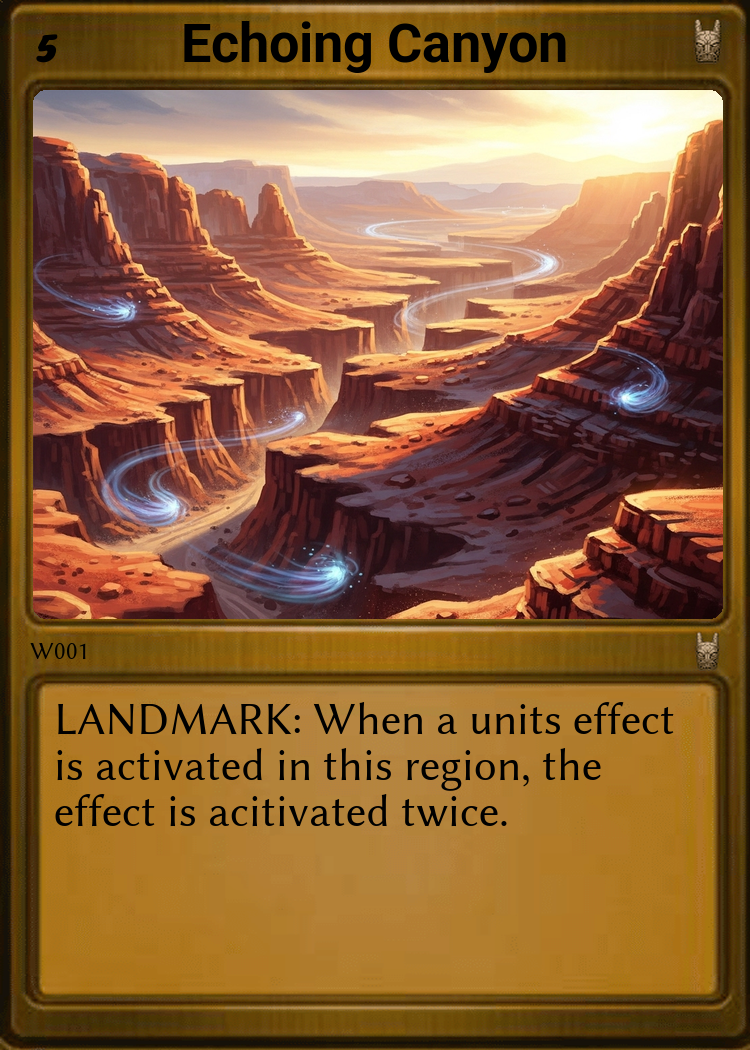 5
Echoing Canyon
W001
LANDMARK: When a units effect
is activated in this region, the
effect is acitivated twice.